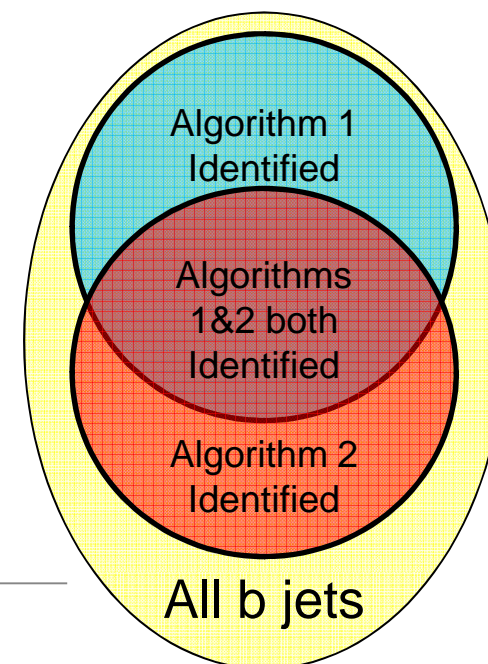 Algorithm 1
Identified
Algorithms
1&2 both
Identified
Algorithm 2
Identified
All b jets